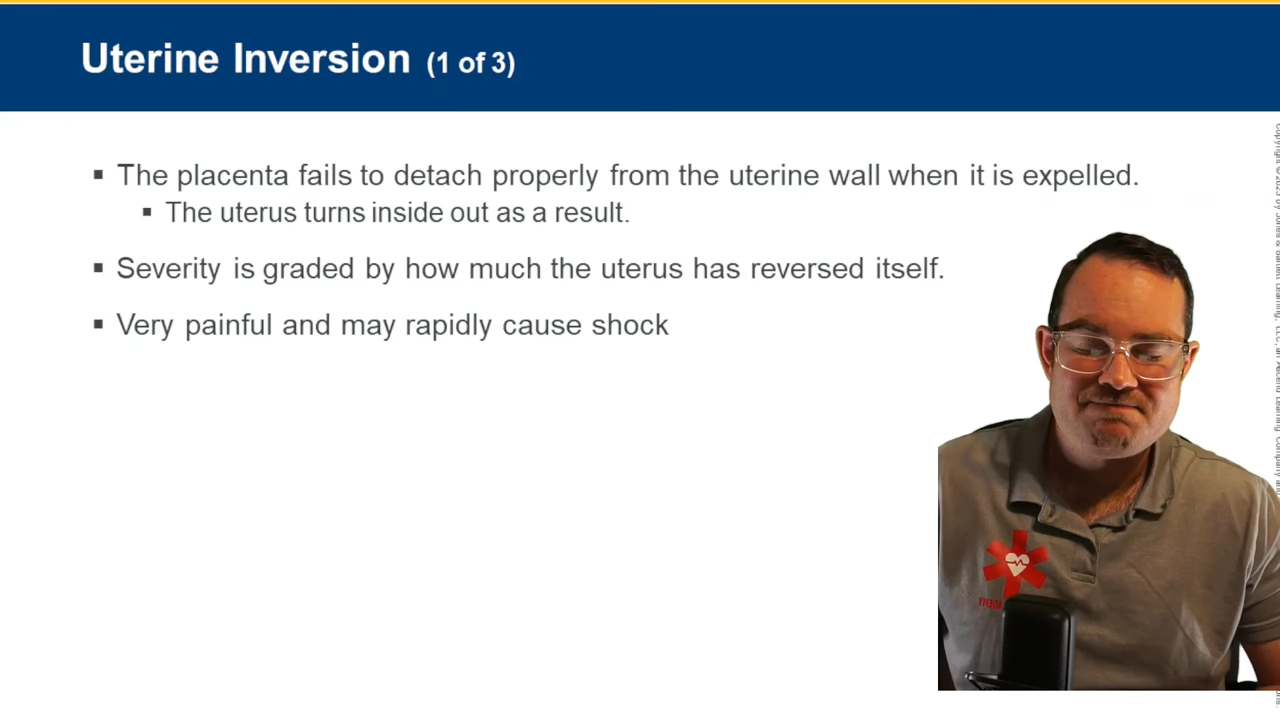 Uterine Inversion (1 of 3)
▪ The placenta fails to detach properly from the uterine wall when it is expelled.
▪ The uterus turns inside out as a result.
▪ Severity is graded by how much the uterus has reversed itself.
▪ Very painful and may rapidly cause shock